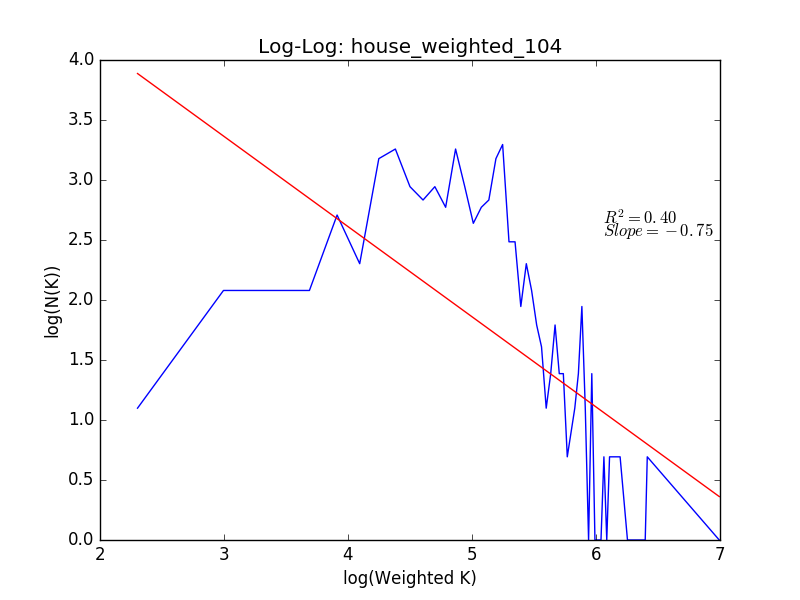 Log-Log: house_weighted_104
4.0
3.5
3.0
2.5
2.0
1.5
1.0
0.5
0.0
log(N(K))
R² = 0.40
Slope = −0.75
2 3 4 5 6 7
log(Weighted K)